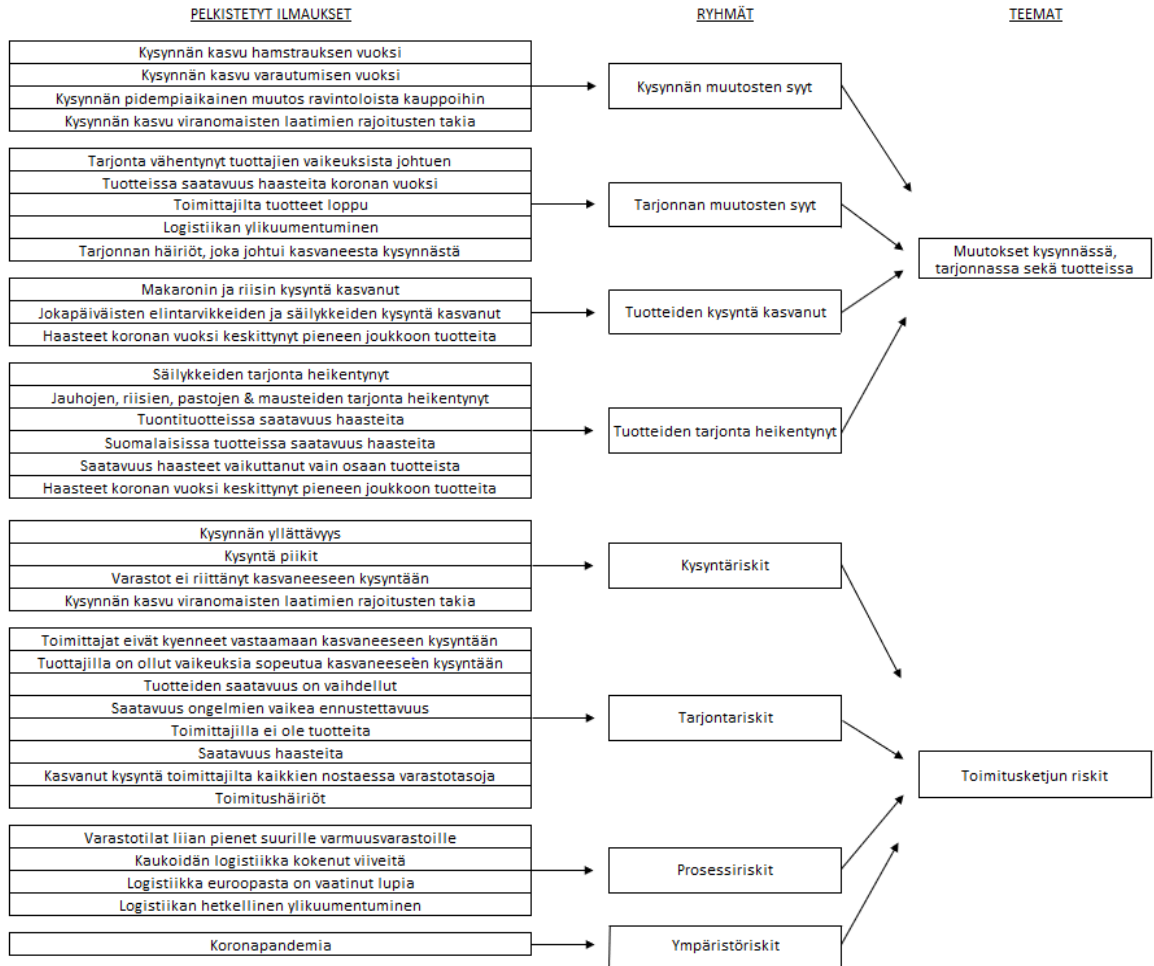 PELKISTETYT ILMAUKSET
RYHMÄT
TEEMAT
Kysynnän kasvu hamstrauksen vuoksi
Kysynnän kasvu varautumisen vuoksi
Kysynnän pidempiaikainen muutos ravintoloista kauppoihin
Kysynnän kasvu viranomaisten laatimien rajoitusten takia
Kysynnän muutosten syyt
Tarjonta vähentynyt tuottajien vaikeuksista johtuen
Tuotteissa saatavuus haasteita koronan vuoksi
Toimittajilta tuotteet loppu
Logistiikan ylikuumentuminen
Tarjonnan häiriöt, joka johtui kasvaneesta kysynnästä
Tarjonnan muutosten syyt
Makaronin ja riisin kysyntä kasvanut
Jokapäiväisten elintarvikkeiden ja säilykkeiden kysyntä kasvanut
Haasteet koronan vuoksi keskittynyt pieneen joukkoon tuotteita
Tuotteiden kysyntä kasvanut
Säilykkeiden tarjonta heikentynyt
Jauhojen, riisien, pastojen & mausteiden tarjonta heikentynyt
Tuontituotteissa saatavuus haasteita
Suomalaisissa tuotteissa saatavuus haasteita
Saatavuus haasteet vaikuttanut vain osaan tuotteista
Haasteet koronan vuoksi keskittynyt pieneen joukkoon tuotteita
Tuotteiden tarjonta heikentynyt
Muutokset kysynnässä,
tarjonnassa sekä tuotteissa
Kysynnän yllättävyys
Kysyntä piikit
Varastot ei riittänyt kasvaneeseen kysyntään
Kysynnän kasvu viranomaisten laatimien rajoitusten takia
Kysyntäriskit
Toimittajat eivät kyenneet vastaamaan kasvaneeseen kysyntään
Tuottajilla on ollut vaikeuksia sopeutua kasvaneeseen kysyntään
Tuotteiden saatavuus on vaihdellut
Saatavuus ongelmien vaikea ennustettavuus
Toimittajilla ei ole tuotteita
Saatavuus haasteita
Kasvanut kysyntä toimittajilta kaikkien nostaessa varastotasoja
Toimitushäiriöt
Tarjontariskit
Varastotilat liian pienet suurille varmuusvarastoille
Kaukoidän logistiikka kokenut viiveitä
Logistiikka euroopasta on vaatinut lupia
Logistiikan hetkellinen ylikuumentuminen
Prosessiriskit
Koronapandemia
Ympäristöriskit
Toimitusketjun riskit